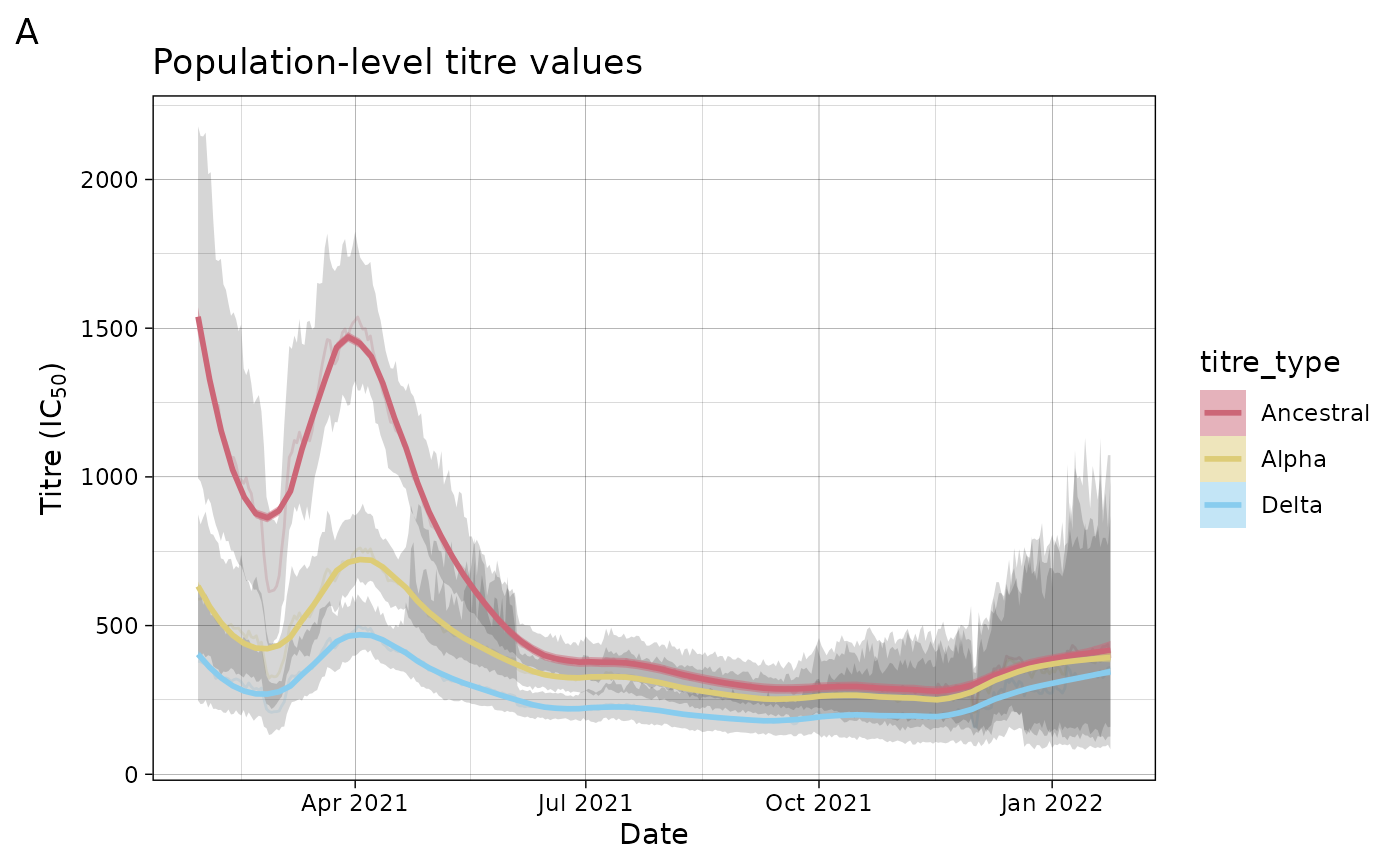 A
Population-level titre values
2000
1500
1000
500
0
Titre (IC50)
Apr 2021
Jul 2021
Oct 2021
Jan 2022
Date
titre_type
Ancestral
Alpha
Delta